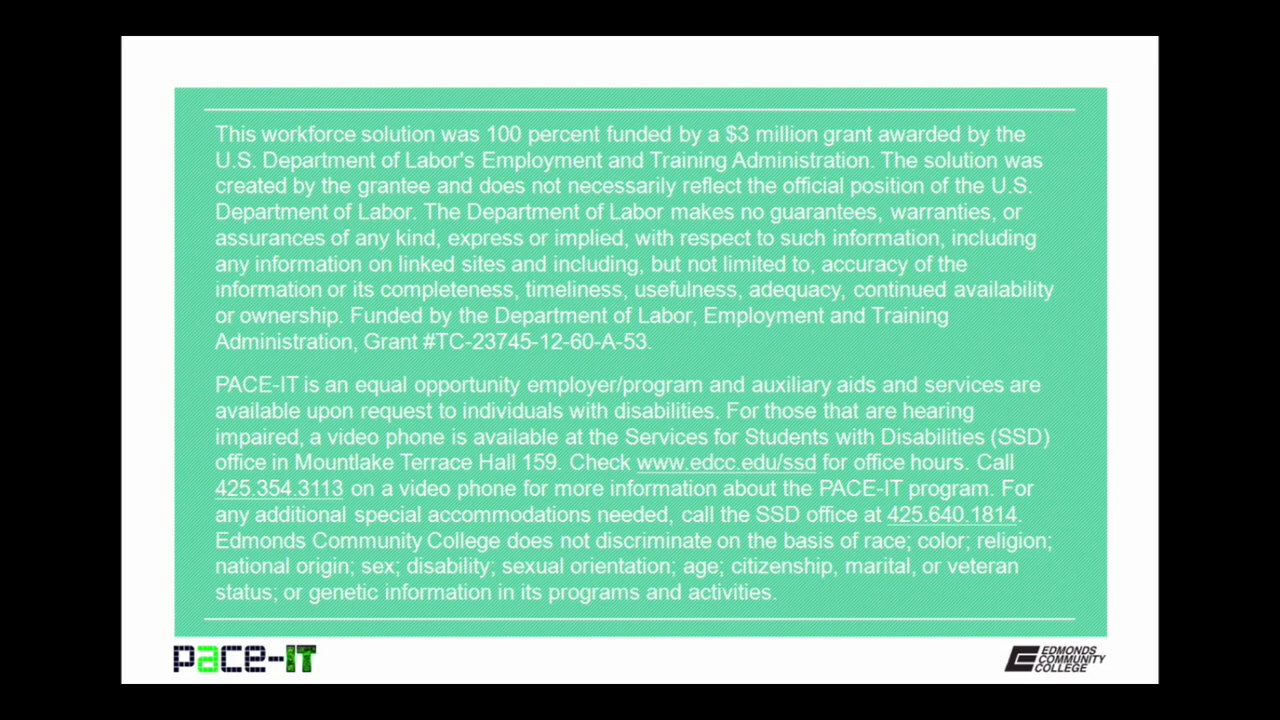 This workforce solution was 100 percent funded by a $3 million grant awarded by the
U.S. Department of Labor's Employment and Training Administration. The solution was
created by the grantee and does not necessarily reflect the official position of the U.S.
Department of Labor. The Department of Labor makes no guarantees, warranties, or
assurances of any kind, express or implied, with respect to such information, including
any information on linked sites and including, but not limited to, accuracy of the
information or its completeness, timeliness, usefulness, adequacy, continued availability
or ownership. Funded by the Department of Labor, Employment and Training
Administration, Grant #TC-23745-12-60-A-53.
PACE-IT is an equal opportunity employer/program and auxiliary aids and services are
available upon request to individuals with disabilities. For those that are hearing
impaired, a video phone is available at the Services for Students with Disabilities (SSD)
office in Mountlake Terrace Hall 159. Check www.edcc.edu/ssd for office hours. Call
425.354.3113 on a video phone for more information about the PACE-IT program. For
any additional special accommodations needed, call the SSD office at 425.640.1814.
Edmonds Community College does not discriminate on the basis of race; color; religion;
national origin; sex; disability; sexual orientation; age; citizenship, marital, or veteran
status; or genetic information in its programs and activities.
pace-IT
EDMONDS
COMMUNITY
COLLEGE